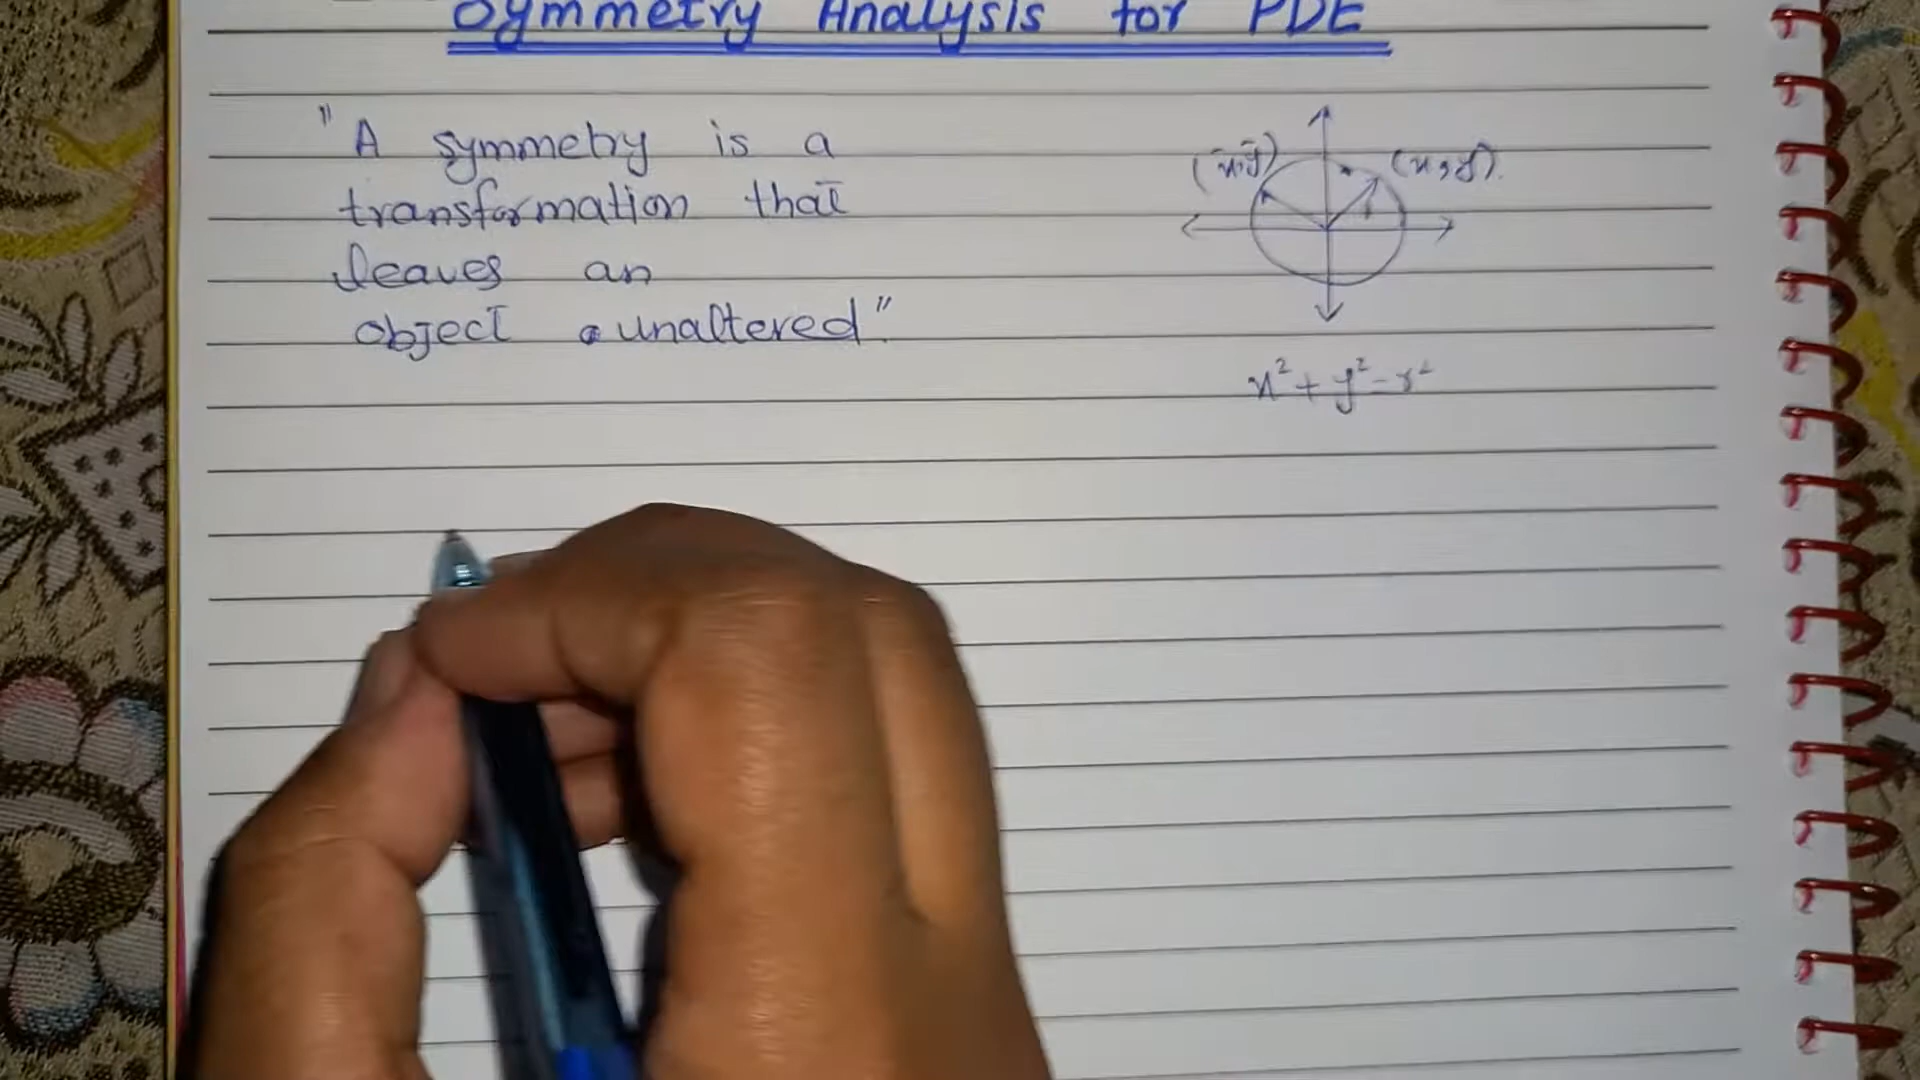 Symmetry Analysis for PDE
"A symmetry is a
transformation that
leaves an
object unaltered"
(x̄,ȳ) (x,y).
x²+y²-r²